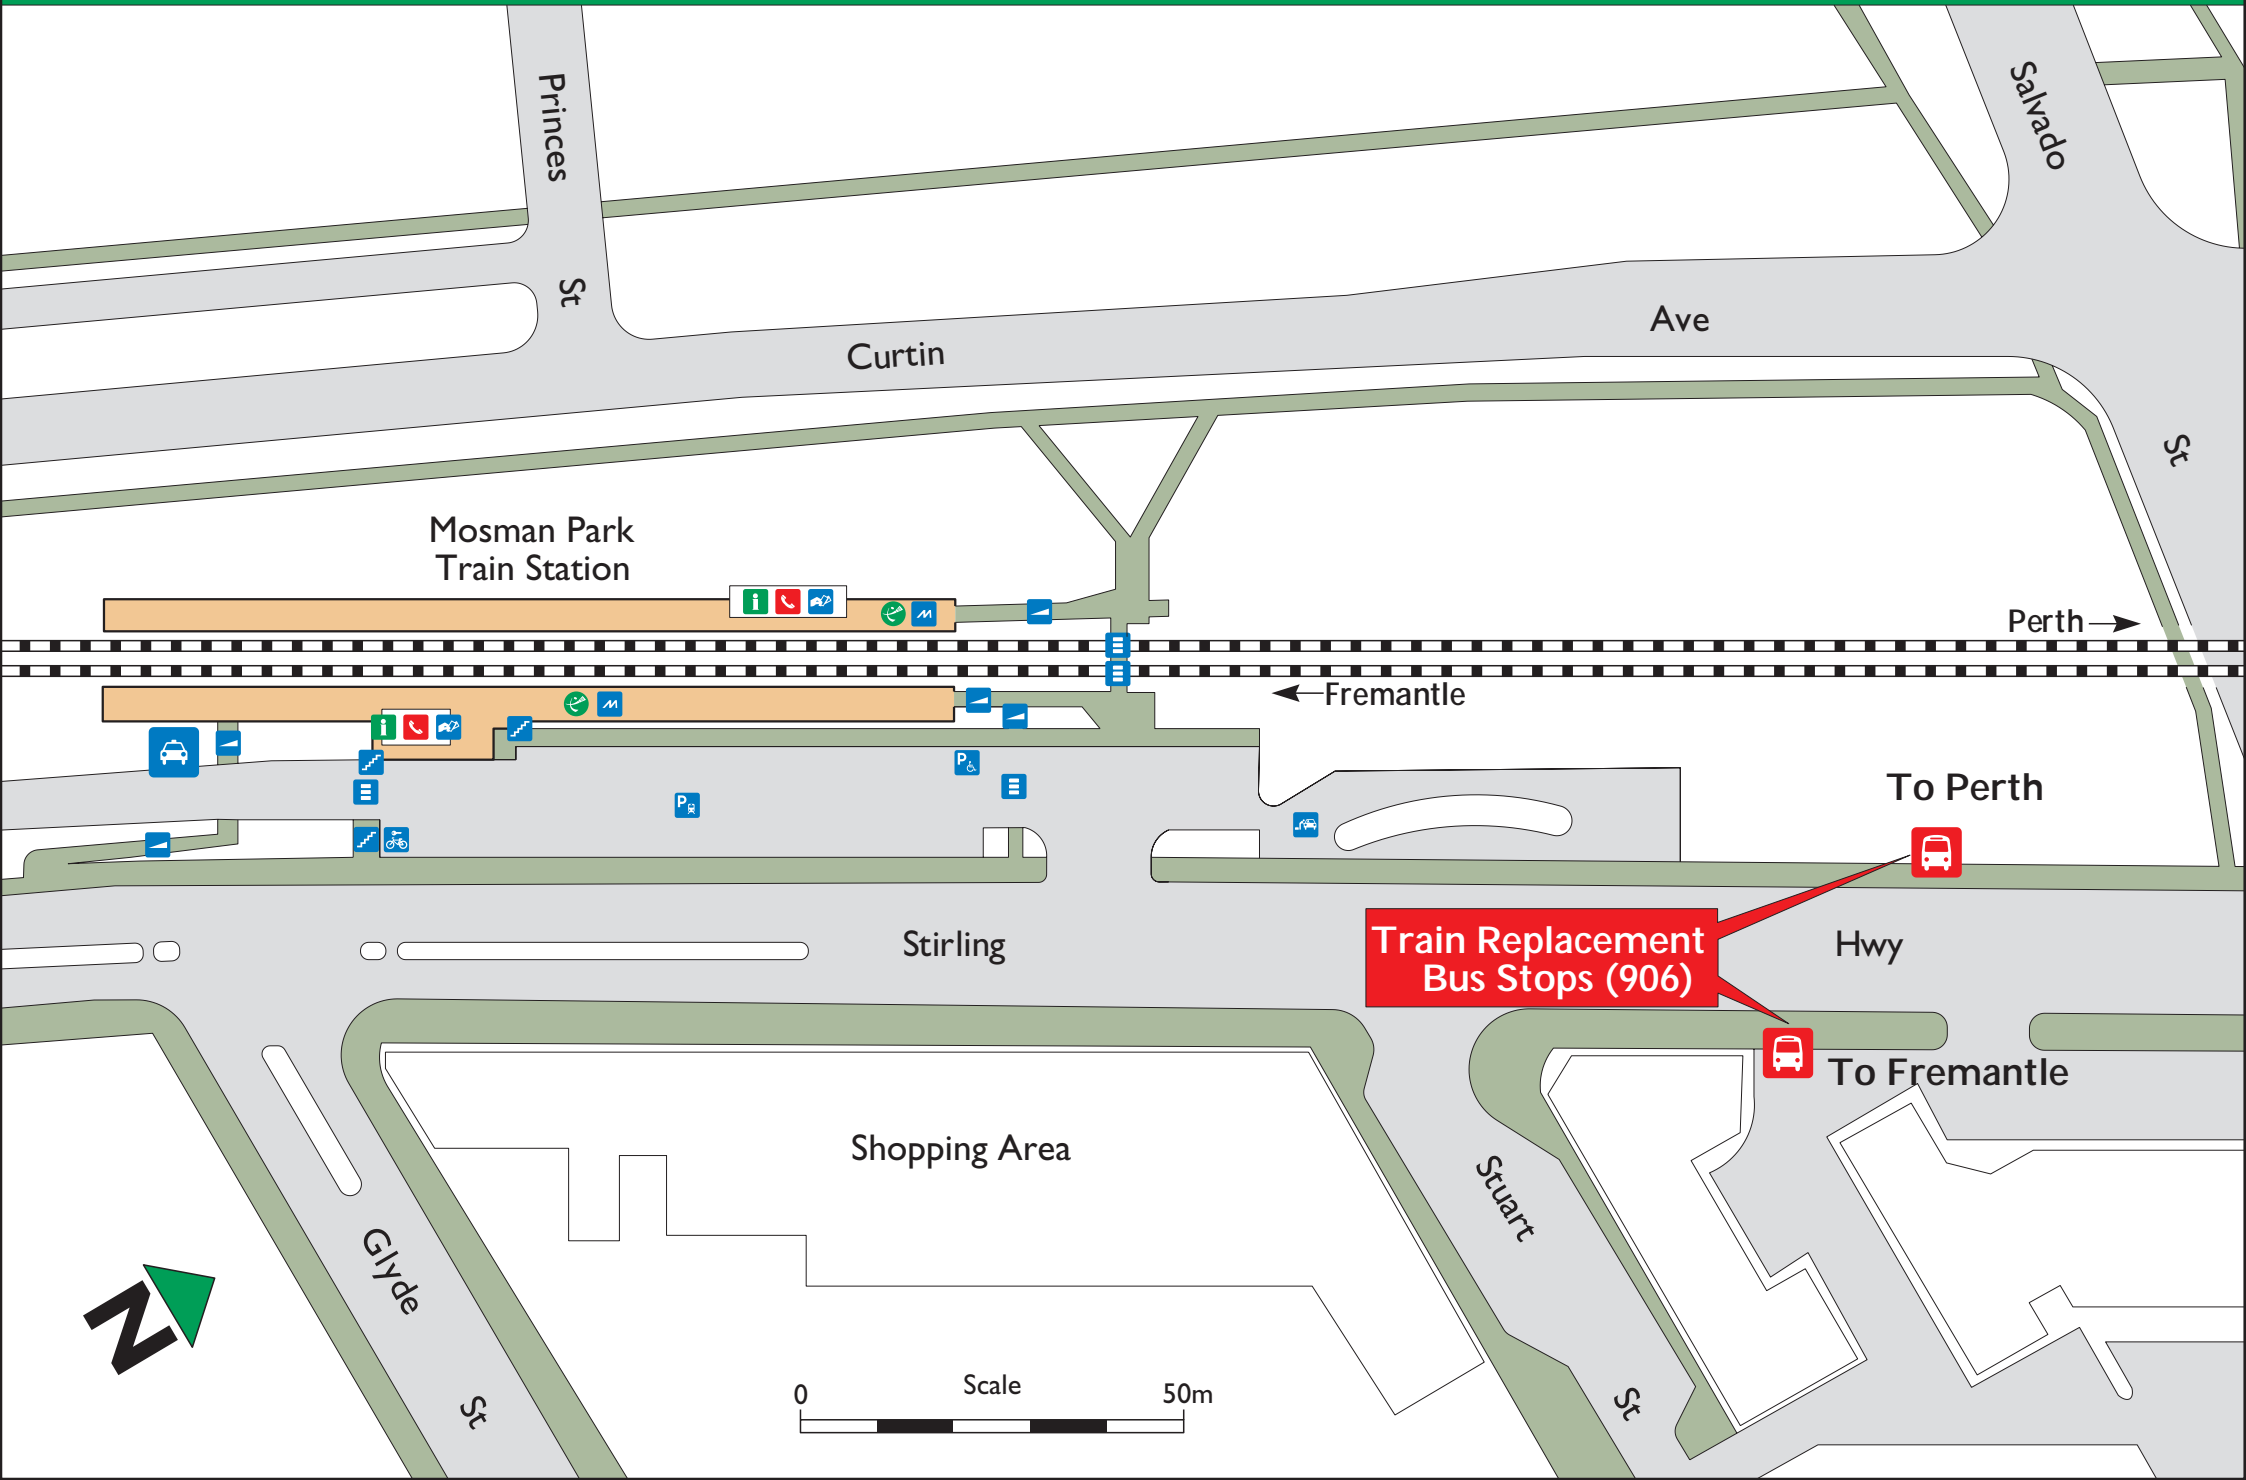 Princes
St
Salvado
St
Curtin
Ave
Mosman Park
Train Station
i
i
Perth
Fremantle
P
P
To Perth
Stirling
Hwy
Train Replacement
Bus Stops (906)
To Fremantle
Shopping Area
Stuart
St
Glyde
St
N
Scale
0
50m